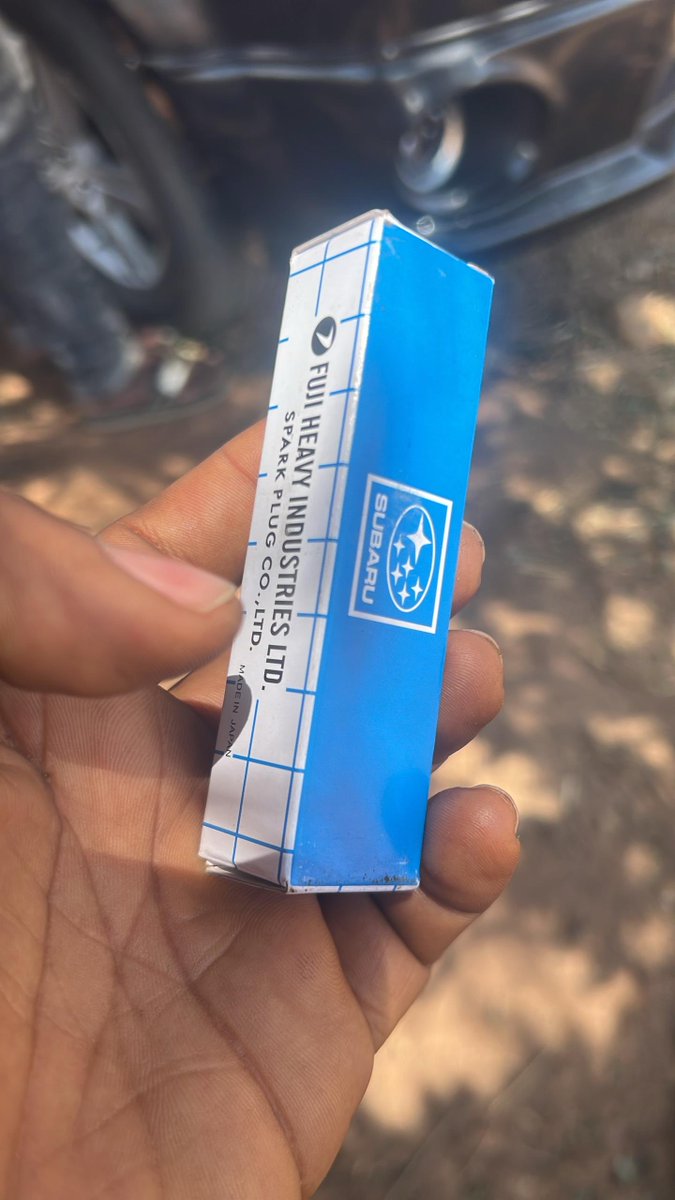 FUJI HEAVY INDUSTRIES LTD.
SPARK PLUG CO.,LTD. MADE IN JAPAN
SUBARU